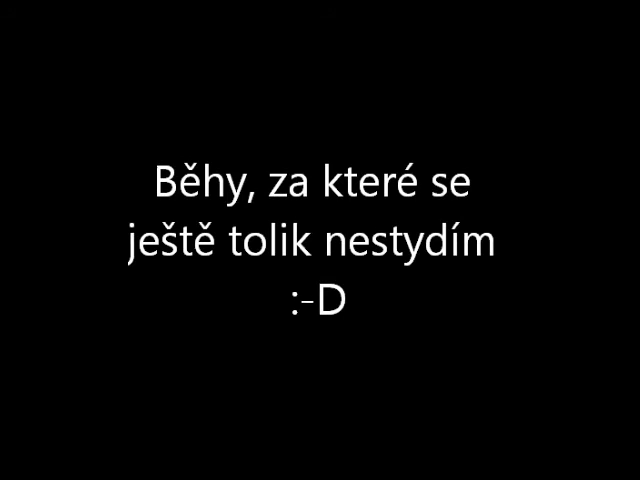 Běhy, za které se
ještě tolik nestydím
:-D